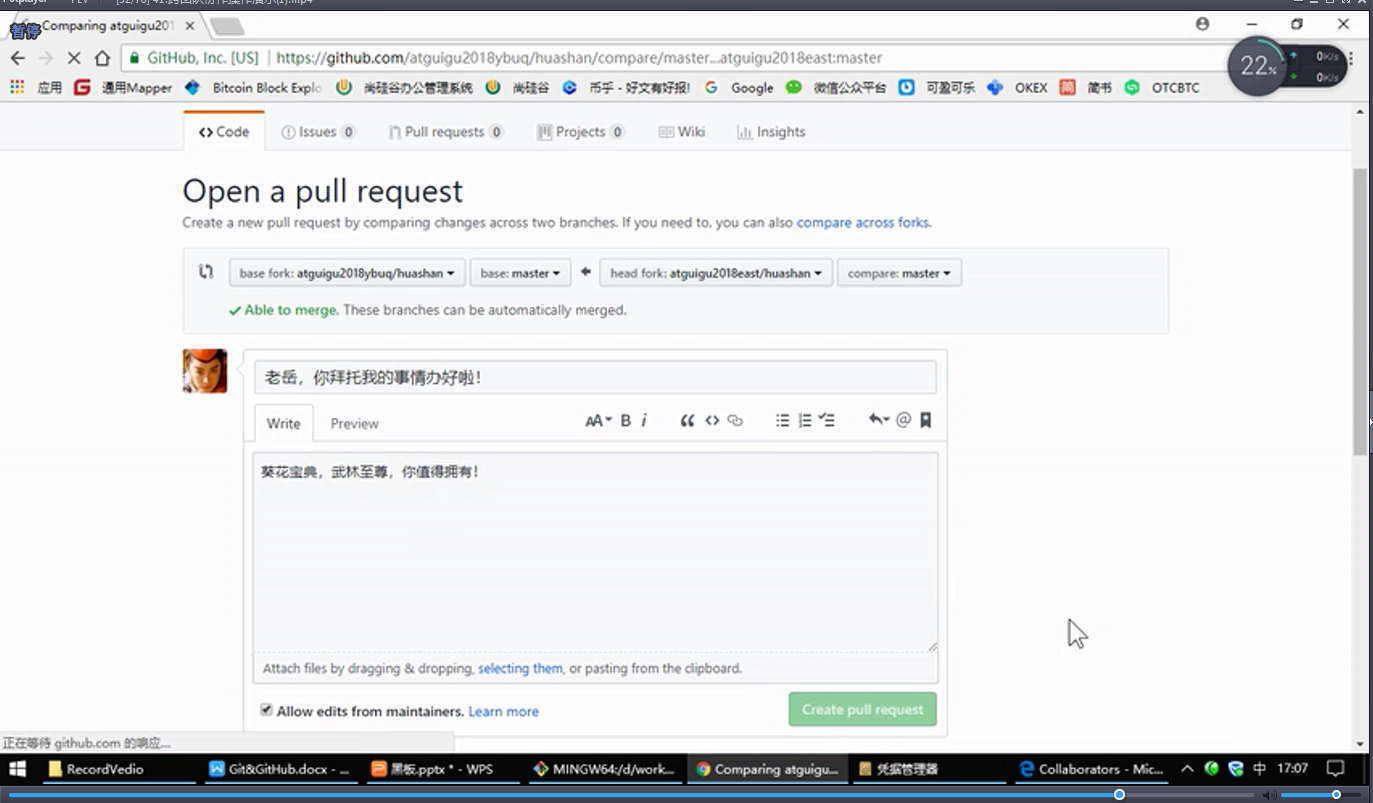 暂停
Comparing atguigu201
GitHub, Inc. [US] | https://github.com/atguigu2018ybuq/huashan/compare/master...atguigu2018east:master
22%
0K/s
0K/s
应用 通用Mapper Bitcoin Block Explo 尚硅谷办公管理系统 尚硅谷 币乎 - 好文有好报! Google 微信公众平台 可盈可乐 OKEX 简书 OTCBTC
Code Issues 0 Pull requests 0 Projects 0 Wiki Insights
Open a pull request
Create a new pull request by comparing changes across two branches. If you need to, you can also compare across forks.
base fork: atguigu2018ybuq/huashan base: master head fork: atguigu2018east/huashan compare: master
Able to merge. These branches can be automatically merged.
老岳，你拜托我的事情办好啦！
Write Preview AA B i
葵花宝典，武林至尊，你值得拥有！
Attach files by dragging & dropping, selecting them, or pasting from the clipboard.
Allow edits from maintainers. Learn more
Create pull request
正在等待 github.com 的响应...
RecordVedio Git&GitHub.docx - ... 黑板.pptx * - WPS MINGW64:/d/work... Comparing atguigu... 凭据管理器 Collaborators - Mic... 中 17:07